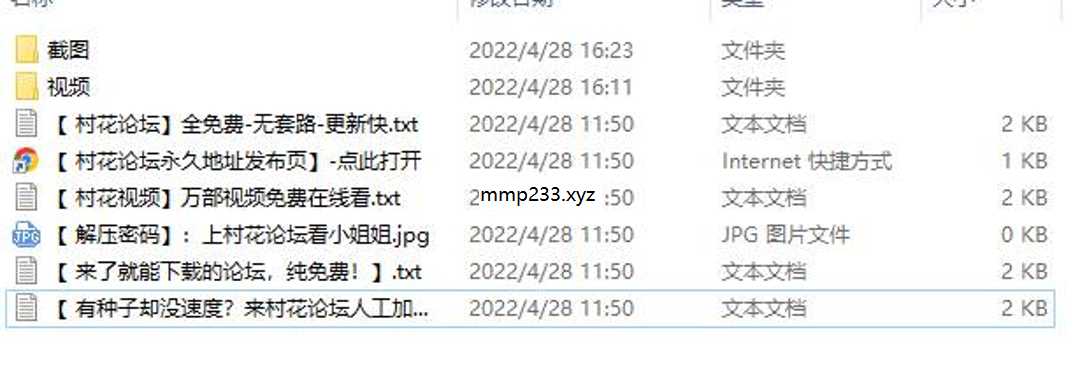 名称 修改日期 类型 大小
截图 2022/4/28 16:23 文件夹
视频 2022/4/28 16:11 文件夹
【 村花论坛】全免费-无套路-更新快.txt 2022/4/28 11:50 文本文档 2 KB
【 村花论坛永久地址发布页】-点此打开 2022/4/28 11:50 Internet 快捷方式 1 KB
【 村花视频】万部视频免费在线看.txt 2 mmp233.xyz :50 文本文档 2 KB
【 解压密码】：上村花论坛看小姐姐.jpg 2022/4/28 11:50 JPG 图片文件 0 KB
【 来了就能下载的论坛，纯免费！】.txt 2022/4/28 11:50 文本文档 2 KB
【 有种子却没速度？来村花论坛人工加... 2022/4/28 11:50 文本文档 2 KB